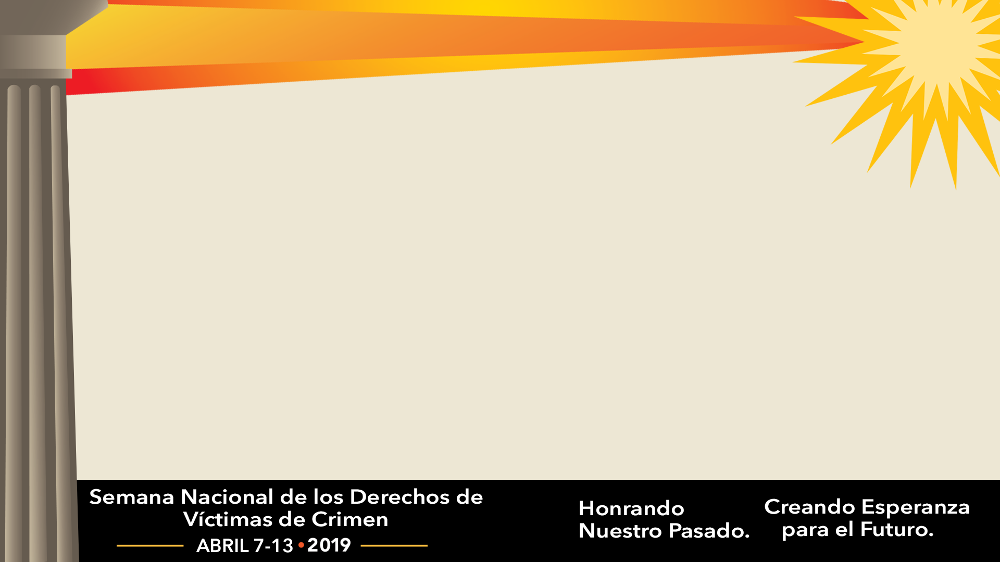 Semana Nacional de los Derechos de
Víctimas de Crimen
ABRIL 7-13 • 2019
Honrando
Nuestro Pasado.
Creando Esperanza
para el Futuro.